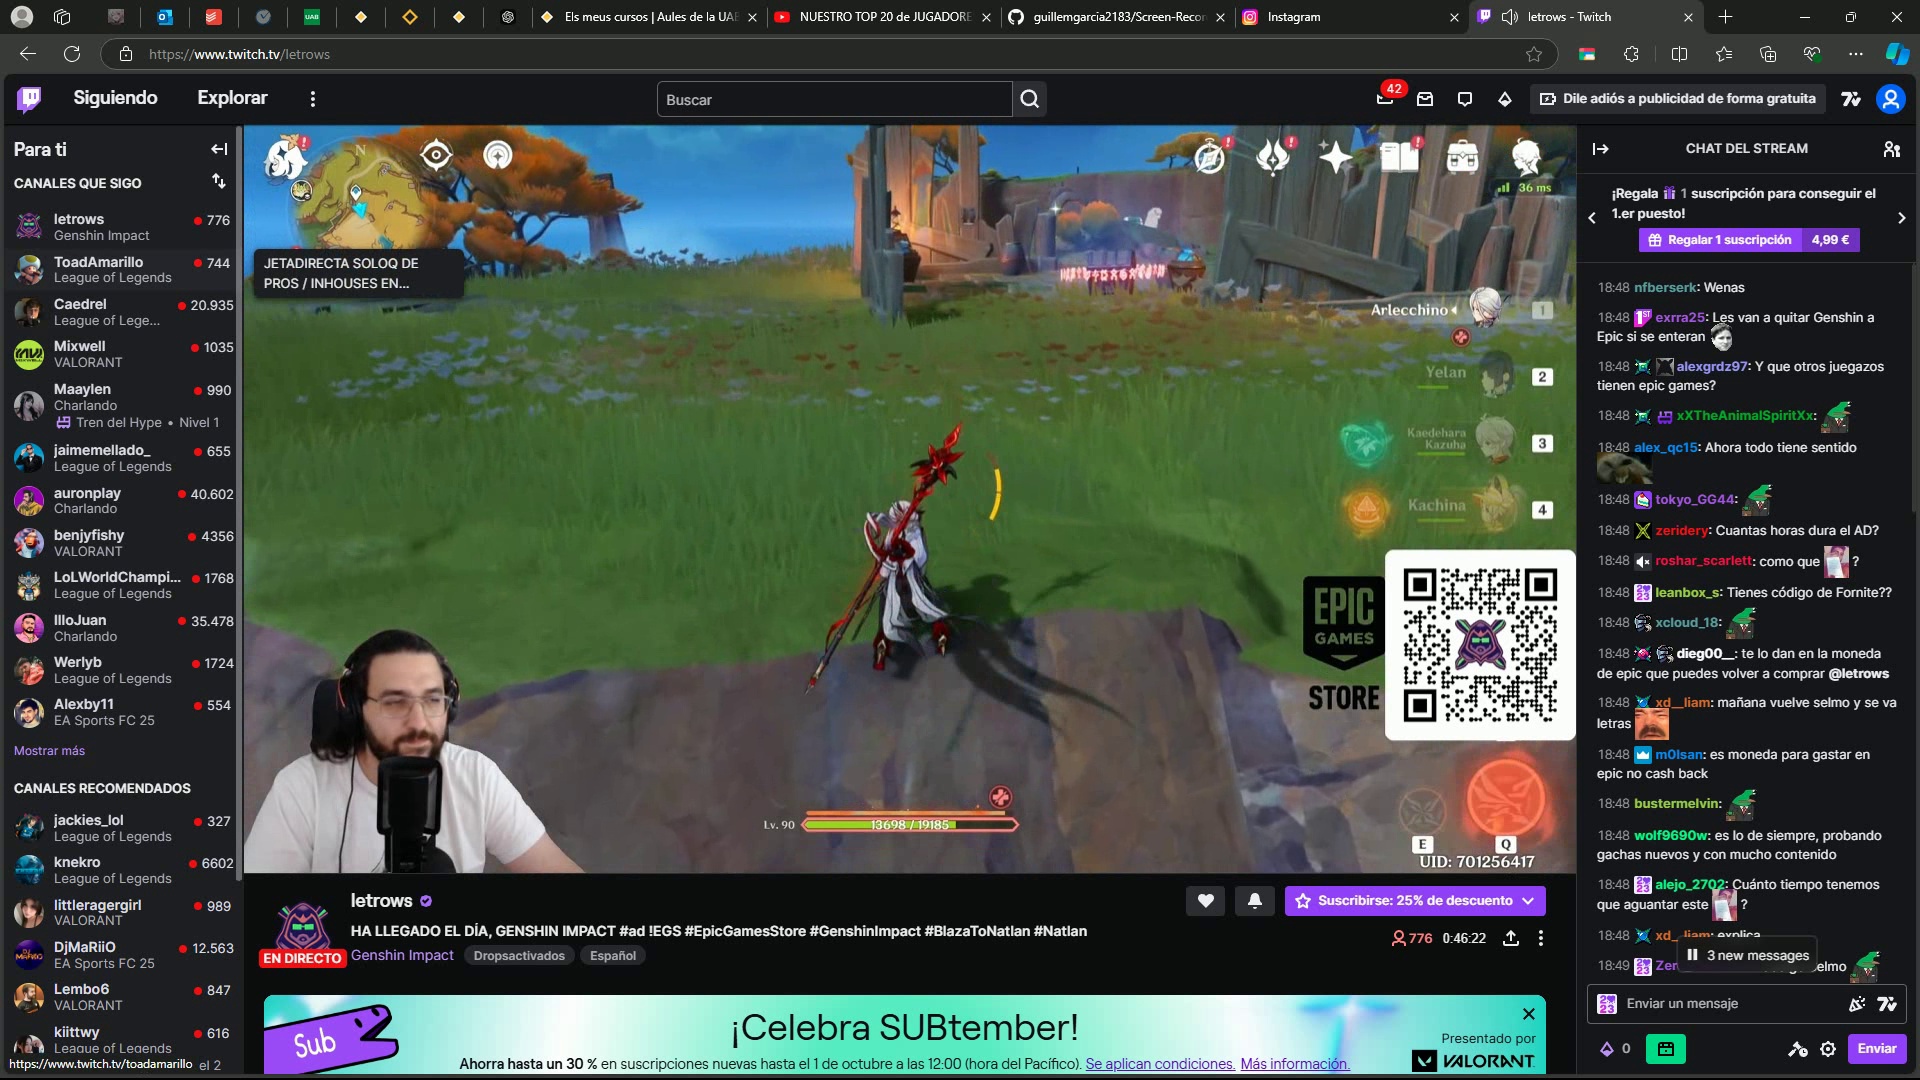 Els meus cursos | Aules de la UAB
NUESTRO TOP 20 de JUGADORE
guillemgarcia2183/Screen-Recor
Instagram
letrows - Twitch
https://www.twitch.tv/letrows
Siguiendo
Explorar
Buscar
42
Dile adiós a publicidad de forma gratuita
Para ti
CANALES QUE SIGO
letrows
776
Genshin Impact
ToadAmarillo
744
League of Legends
Caedrel
20.935
League of Lege...
Mixwell
1035
VALORANT
Maaylen
990
Charlando
Tren del Hype • Nivel 1
jaimemellado_
655
League of Legends
auronplay
40.602
Charlando
benjyfishy
4356
VALORANT
LoLWorldChampi...
1768
League of Legends
IlloJuan
35.478
Charlando
Werlyb
1724
League of Legends
Alexby11
554
EA Sports FC 25
Mostrar más
CANALES RECOMENDADOS
jackies_lol
327
League of Legends
knekro
6602
League of Legends
littleragergirl
989
VALORANT
DjMaRiiO
12.563
EA Sports FC 25
Lembo6
847
VALORANT
kiittwy
616
League of Legends
https://www.twitch.tv/toadamarillo
el 2
JETADIRECTA SOLOQ DE
PROS / INHOUSES EN...
N
36 ms
Arlecchino
1
Yelan
2
Kaedehara
Kazuha
3
Kachina
4
EPIC
GAMES
STORE
Lv. 90
13698 / 19185
E
Q
UID: 701256417
letrows
HA LLEGADO EL DÍA, GENSHIN IMPACT #ad !EGS #EpicGamesStore #GenshinImpact #BlazaToNatlan #Natlan
EN DIRECTO
Genshin Impact
Dropsactivados
Español
Suscribirse: 25% de descuento
776
0:46:22
Sub
¡Celebra SUBtember!
Ahorra hasta un 30 % en suscripciones nuevas hasta el 1 de octubre a las 12:00 (hora del Pacífico). Se aplican condiciones. Más información.
Presentado por
VALORANT
CHAT DEL STREAM
¡Regala 1 suscripción para conseguir el
1.er puesto!
Regalar 1 suscripción
4,99 €
18:48 nfberserk: Wenas
18:48 1ST exrra25: Les van a quitar Genshin a
Epic si se enteran
18:48 alexgrdz97: Y que otros juegazos
tienen epic games?
18:48 xXTheAnimalSpiritXx:
18:48 alex_qc15: Ahora todo tiene sentido
18:48 tokyo_GG44:
18:48 zeridery: Cuantas horas dura el AD?
18:48 roshar_scarlett: como que ?
18:48 leanbox_s: Tienes código de Fornite??
18:48 xcloud_18:
18:48 dieg00__: te lo dan en la moneda
de epic que puedes volver a comprar @letrows
18:48 xd__liam: mañana vuelve selmo y se va
letras
18:48 m0lsan: es moneda para gastar en
epic no cash back
18:48 bustermelvin:
18:48 wolf9690w: es lo de siempre, probando
gachas nuevos y con mucho contenido
18:48 alejo_2702: Cuánto tiempo tenemos
que aguantar este ?
18:48 xd__liam: explica
3 new messages
18:49
elmo
Enviar un mensaje
0
Enviar